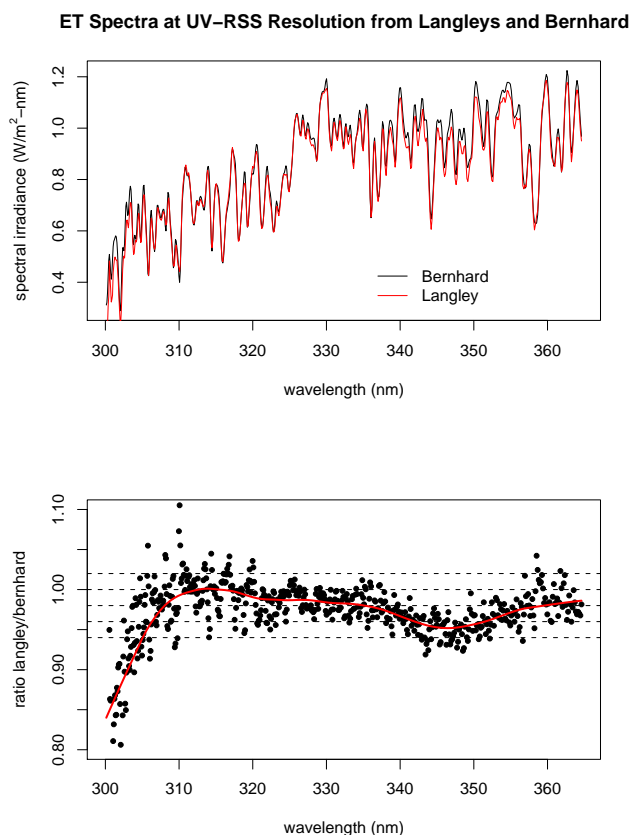 ET Spectra at UV−RSS Resolution from Langleys and Bernhard
spectral irradiance (W/m²−nm)
1.2
1.0
0.8
0.6
0.4
Bernhard
Langley
300 310 320 330 340 350 360
wavelength (nm)
ratio langley/bernhard
1.10
1.00
0.90
0.80
300 310 320 330 340 350 360
wavelength (nm)